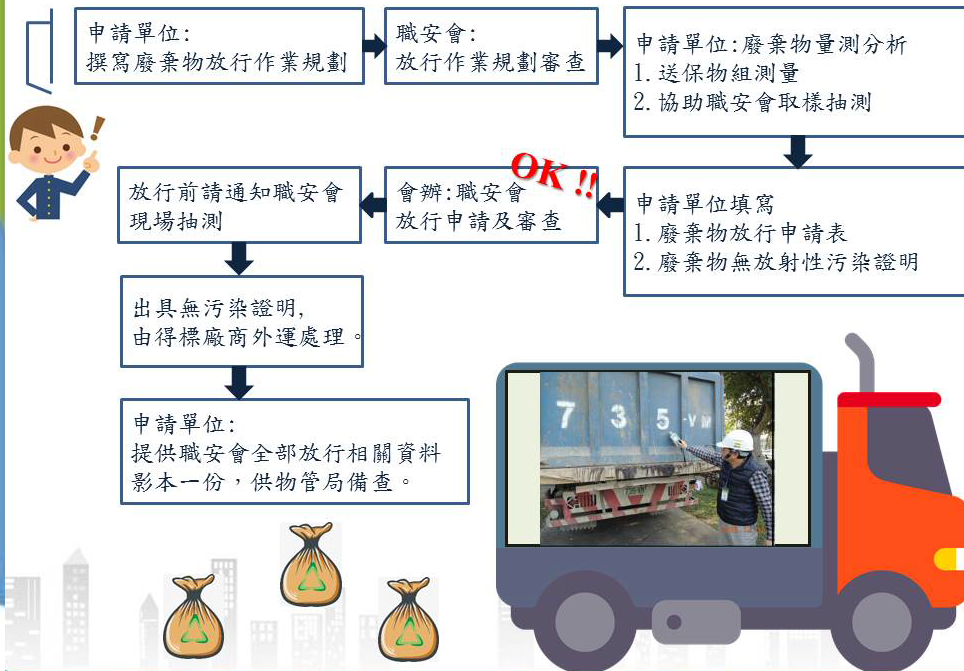 申請單位:
撰寫廢棄物放行作業規劃
職安會:
放行作業規劃審查
申請單位:廢棄物量測分析
1.送保物組測量
2.協助職安會取樣抽測
申請單位填寫
1.廢棄物放行申請表
2.廢棄物無放射性污染證明
OK !!
會辦:職安會
放行申請及審查
放行前請通知職安會
現場抽測
出具無污染證明,
由得標廠商外運處理。
申請單位:
提供職安會全部放行相關資料
影本一份，供物管局備查。
735-VM